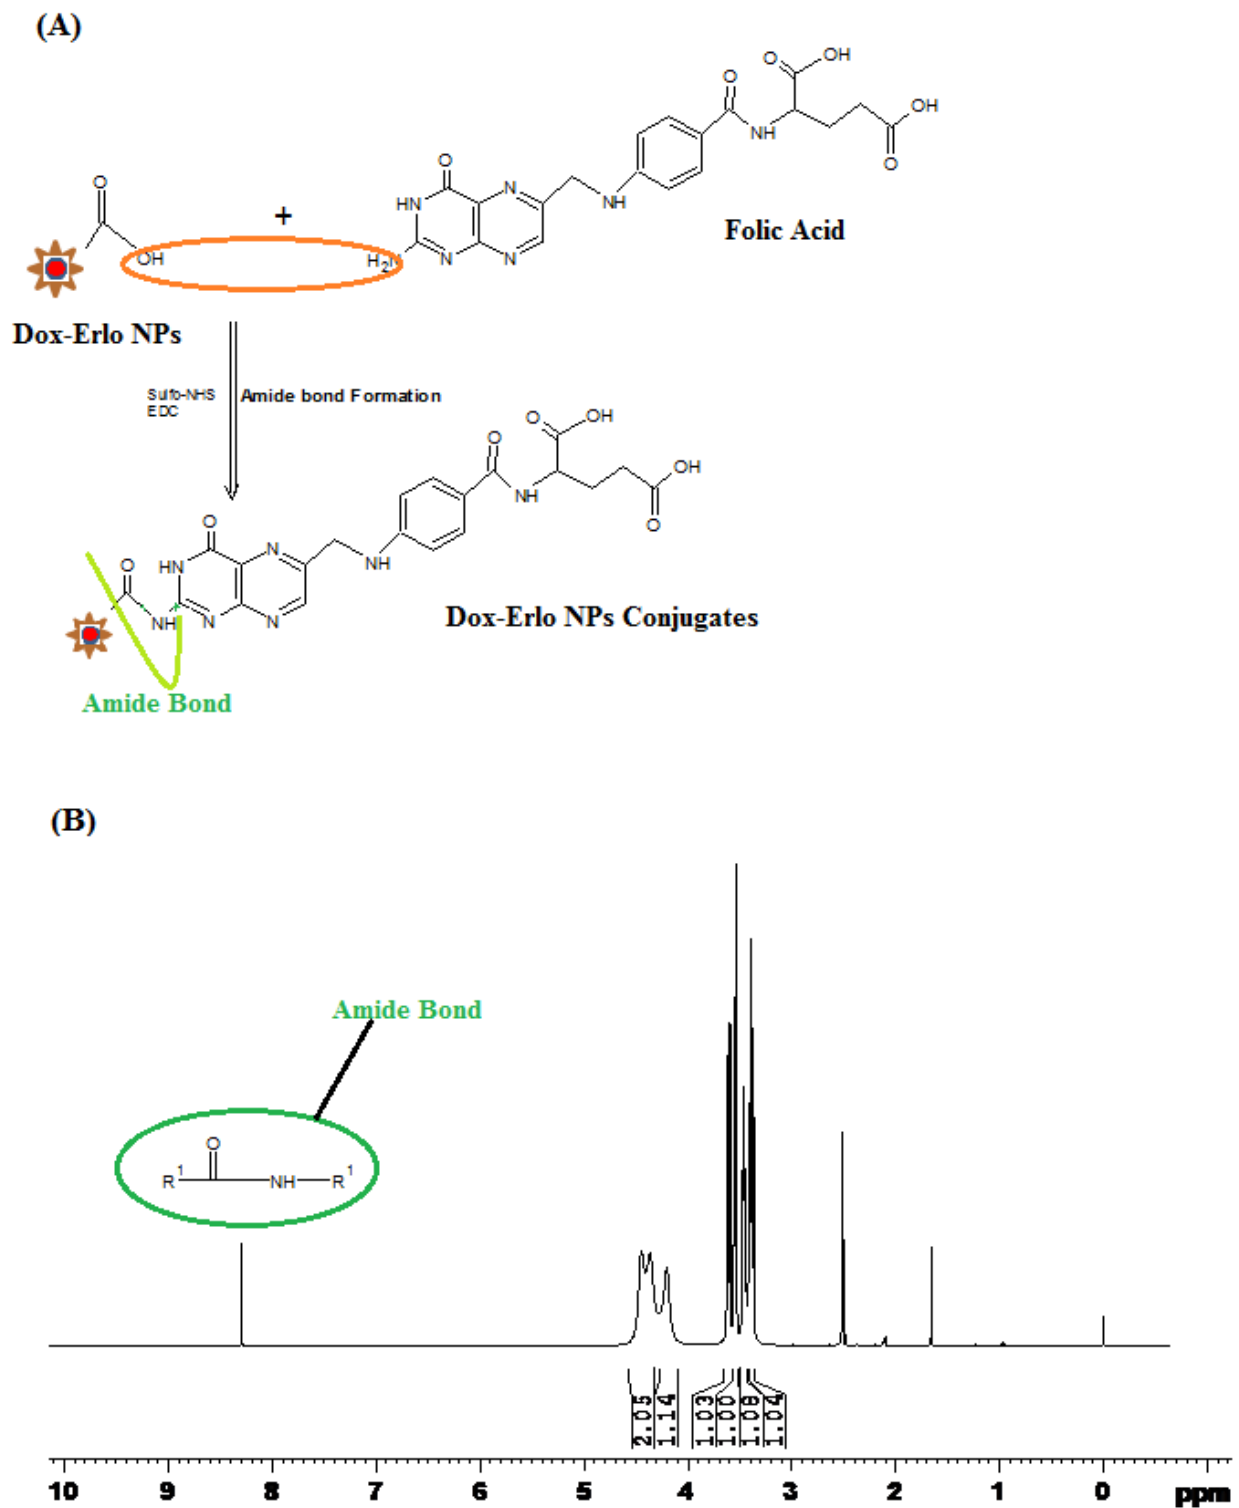 (A)
O
OH
O
OH
NH
O
O
O
HN
N
NH
+
Folic Acid
O
OH
H2N
N
N
Dox-Erlo NPs
Sulfo-NHS
EDC
Amide bond Formation
O
OH
O
OH
NH
O
O
HN
N
NH
O
NH
N
N
Dox-Erlo NPs Conjugates
Amide Bond
(B)
Amide Bond
O
R1
NH
R1
2.05
1.14
1.03
1.00
1.08
1.04
10 9 8 7 6 5 4 3 2 1 0 ppm